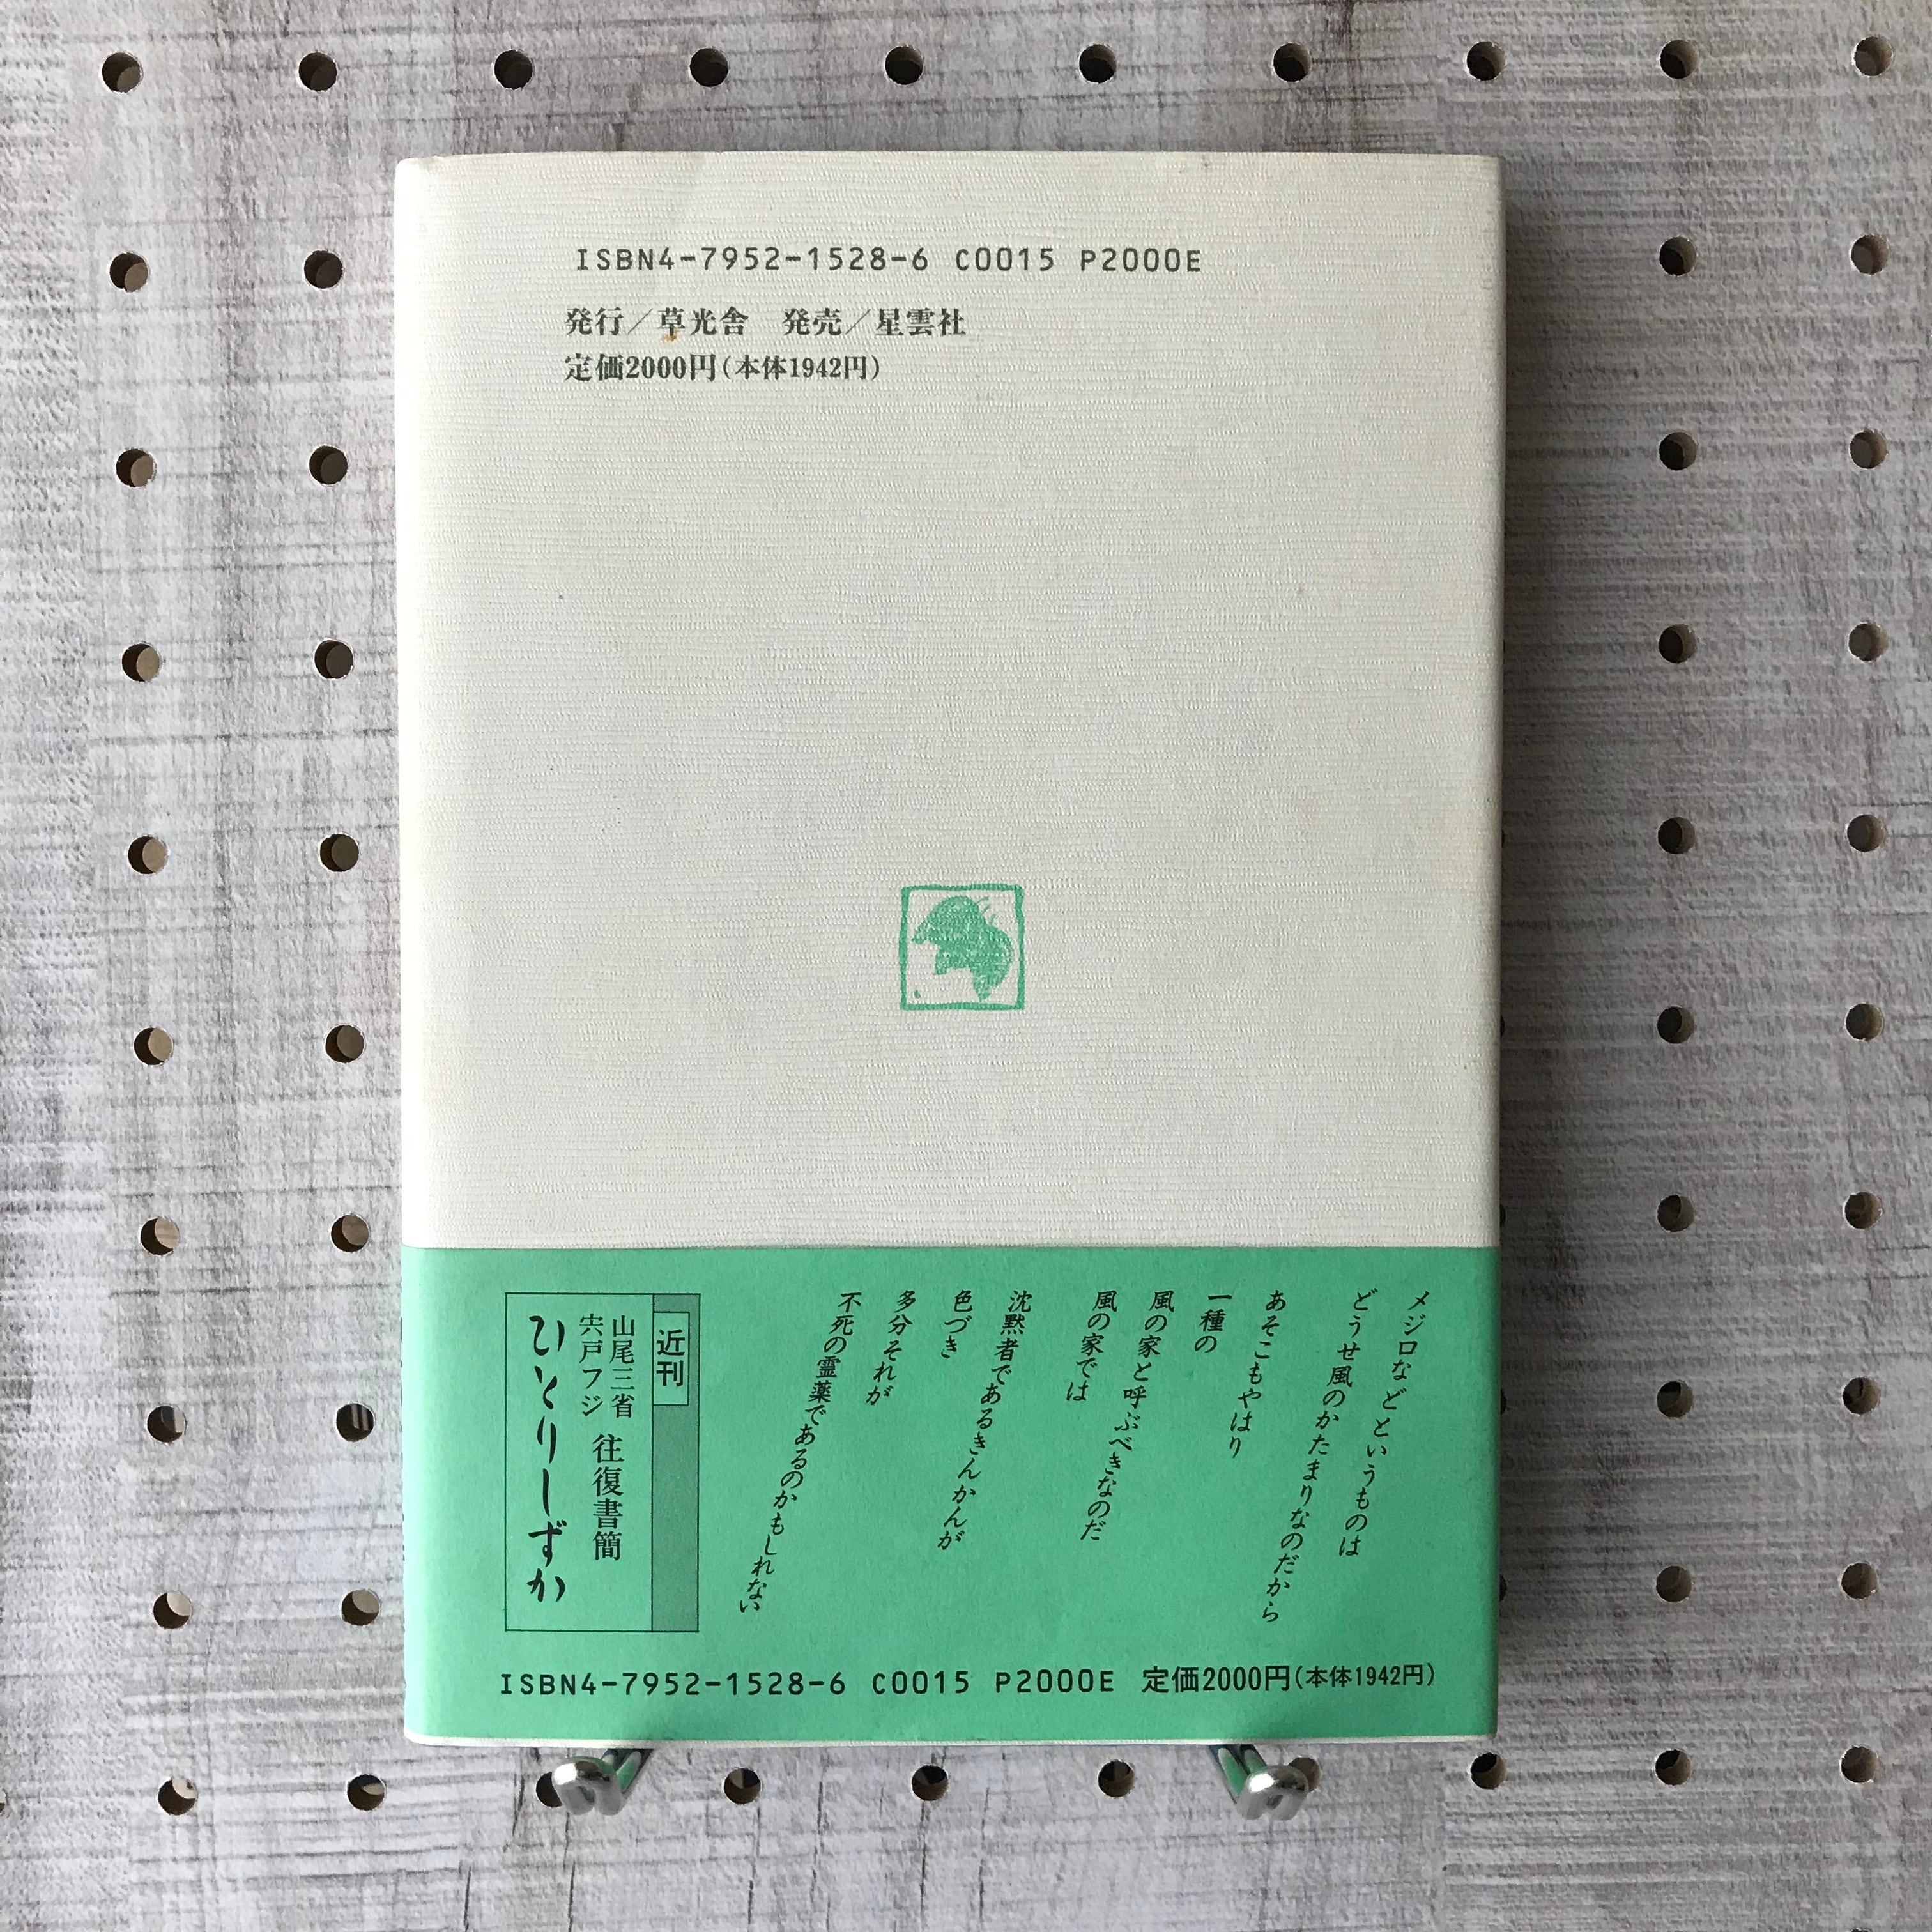 ISBN4-7952-1528-6 C0015 P2000E
発行／草光舎　発売／星雲社
定価2000円(本体1942円)
メジロなどというものは
どうせ風のかたまりなのだから
あそこもやはり
一種の
風の家と呼ぶべきなのだ
風の家では
沈黙者であるきんかんが
色づき
多分それが
不死の霊薬であるのかもしれない
近刊
山尾三省
宍戸フジ
往復書簡
ひとりしずか
ISBN4-7952-1528-6 C0015 P2000E 定価2000円(本体1942円)